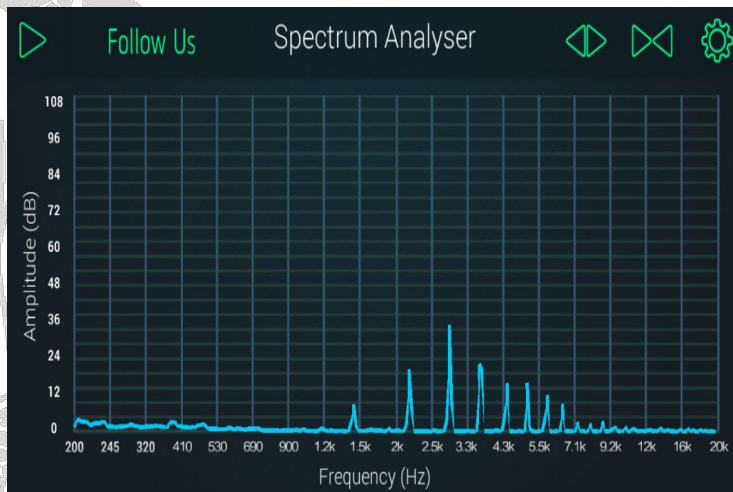 Follow Us Spectrum Analyser
108
96
84
72
60
48
36
24
12
0
Amplitude (dB)
200 245 320 410 530 690 900 1.2k 1.5k 2k 2.5k 3.3k 4.3k 5.5k 7.1k 9.2k 12k 16k 20k
Frequency (Hz)